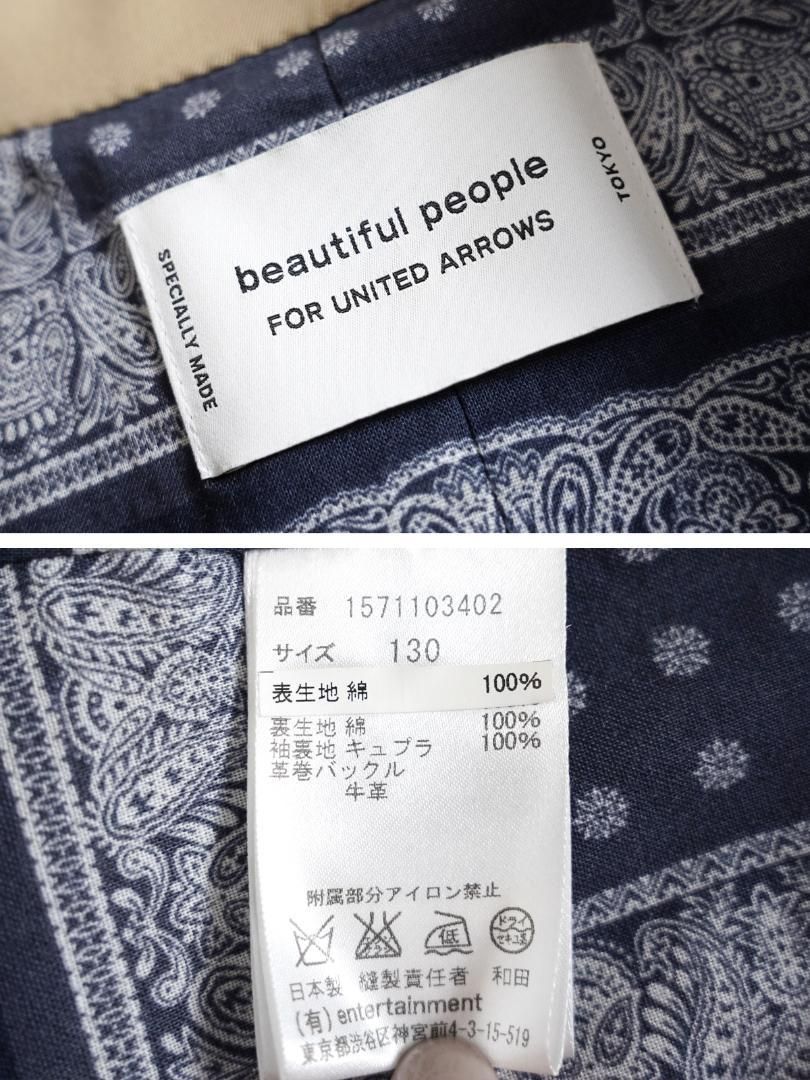 beautiful people
FOR UNITED ARROWS
SPECIALLY MADE
TOKYO
品番 1571103402
サイズ 130
表生地 綿 100%
裏生地 綿 100%
袖裏地 キュプラ 100%
革巻バックル
牛革
附属部分アイロン禁止
低
ドライ
セキユ系
日本製 縫製責任者 和田
(有) entertainment
東京都渋谷区神宮前4-3-15-519